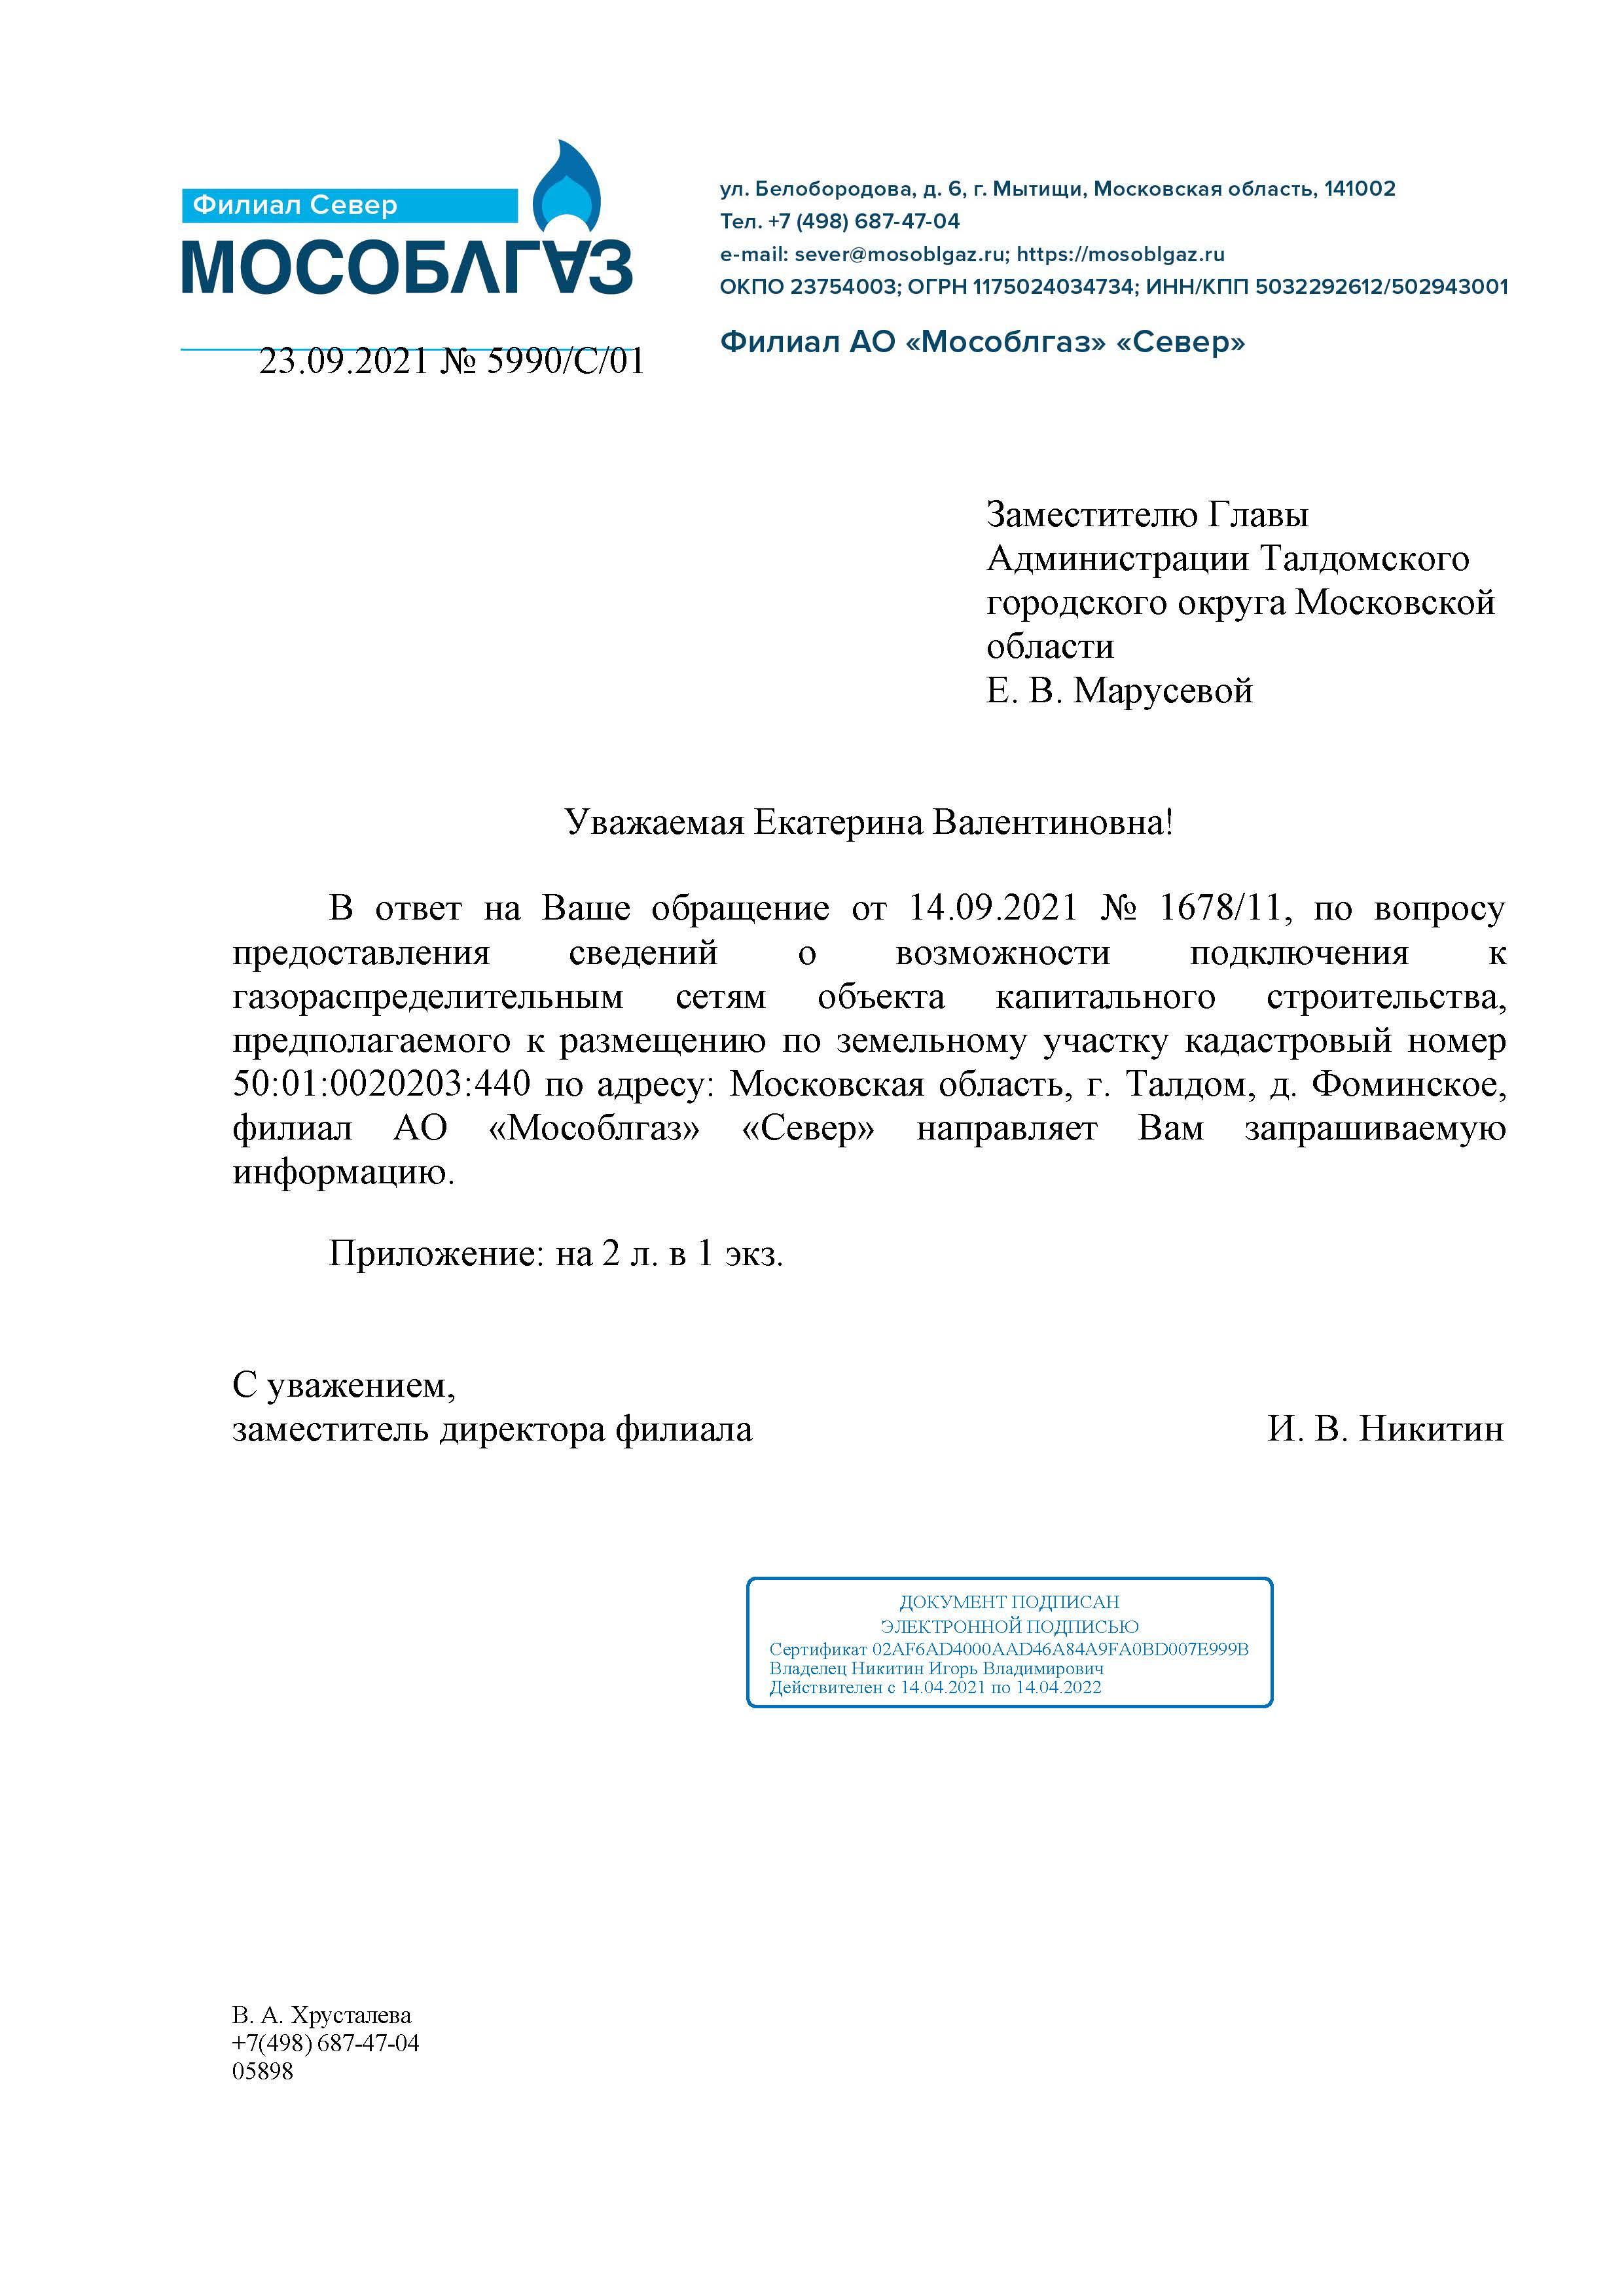 Филиал Север
МОСОБЛГАЗ
23.09.2021 № 5990/С/01
ул. Белобородова, д. 6, г. Мытищи, Московская область, 141002
Тел. +7 (498) 687-47-04
e-mail: sever@mosoblgaz.ru; https://mosoblgaz.ru
ОКПО 23754003; ОГРН 1175024034734; ИНН/КПП 5032292612/502943001
Филиал АО «Мособлгаз» «Север»
Заместителю Главы
Администрации Талдомского
городского округа Московской
области
Е. В. Марусевой
Уважаемая Екатерина Валентиновна!
В ответ на Ваше обращение от 14.09.2021 № 1678/11, по вопросу
предоставления сведений о возможности подключения к
газораспределительным сетям объекта капитального строительства,
предполагаемого к размещению по земельному участку кадастровый номер
50:01:0020203:440 по адресу: Московская область, г. Талдом, д. Фоминское,
филиал АО «Мособлгаз» «Север» направляет Вам запрашиваемую
информацию.
Приложение: на 2 л. в 1 экз.
С уважением,
заместитель директора филиала И. В. Никитин
ДОКУМЕНТ ПОДПИСАН
ЭЛЕКТРОННОЙ ПОДПИСЬЮ
Сертификат 02AF6AD4000AAD46A84A9FA0BD007E999B
Владелец Никитин Игорь Владимирович
Действителен с 14.04.2021 по 14.04.2022
В. А. Хрусталева
+7(498) 687-47-04
05898